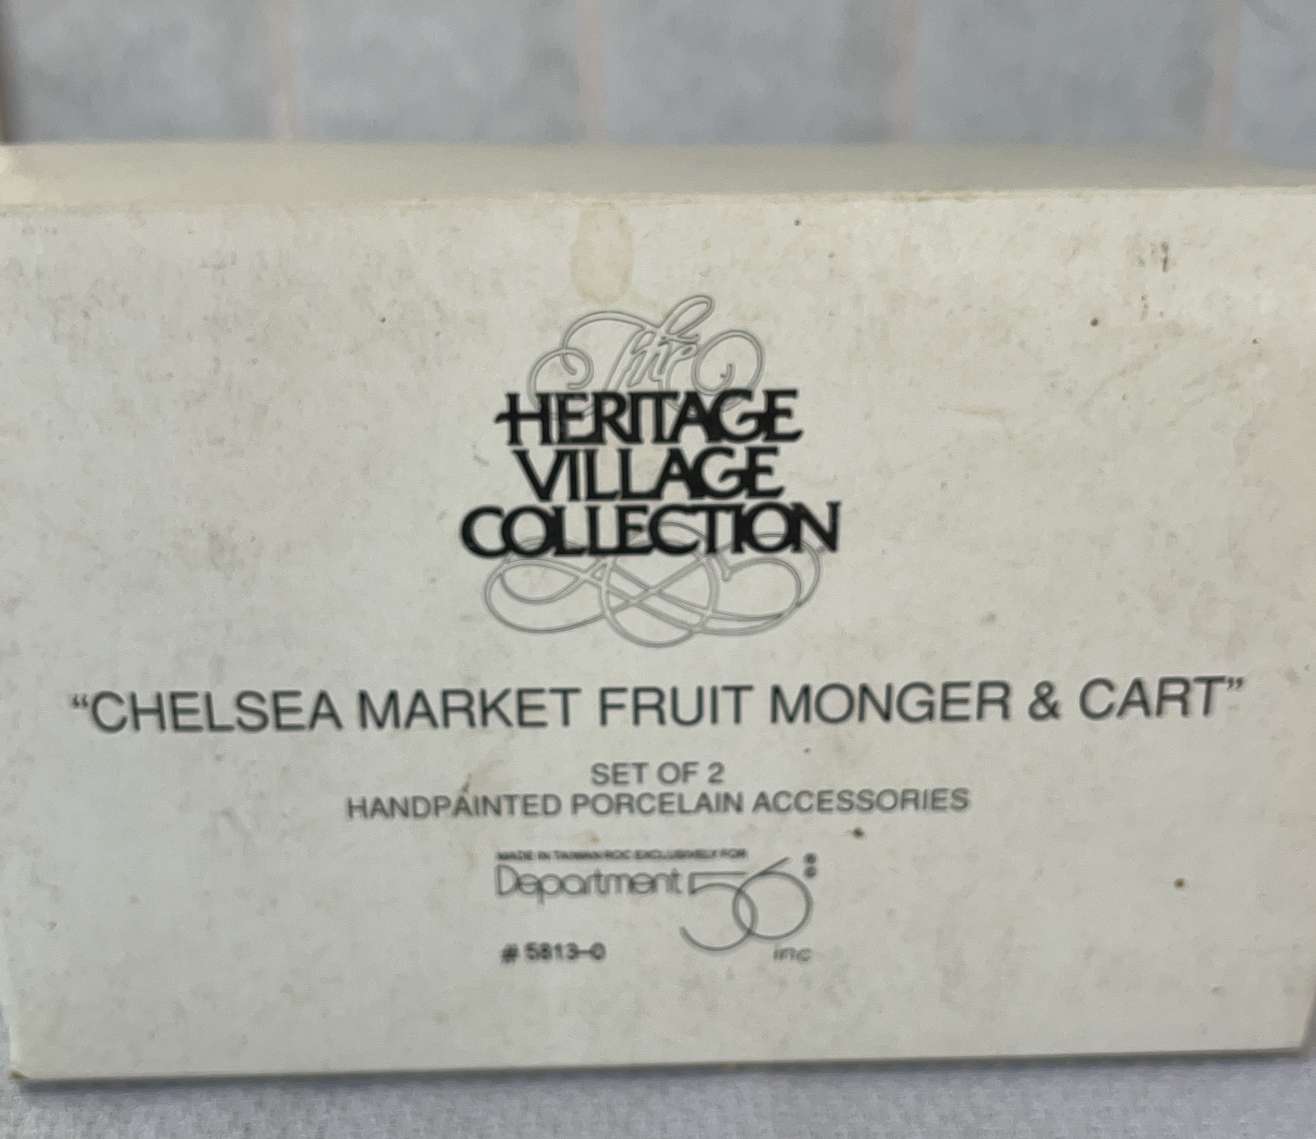 The
HERITAGE
VILLAGE
COLLECTION
“CHELSEA MARKET FRUIT MONGER & CART”
SET OF 2
HANDPAINTED PORCELAIN ACCESSORIES
MADE IN TAIWAN ROC EXCLUSIVELY FOR
Department 56®
inc
# 5813-0